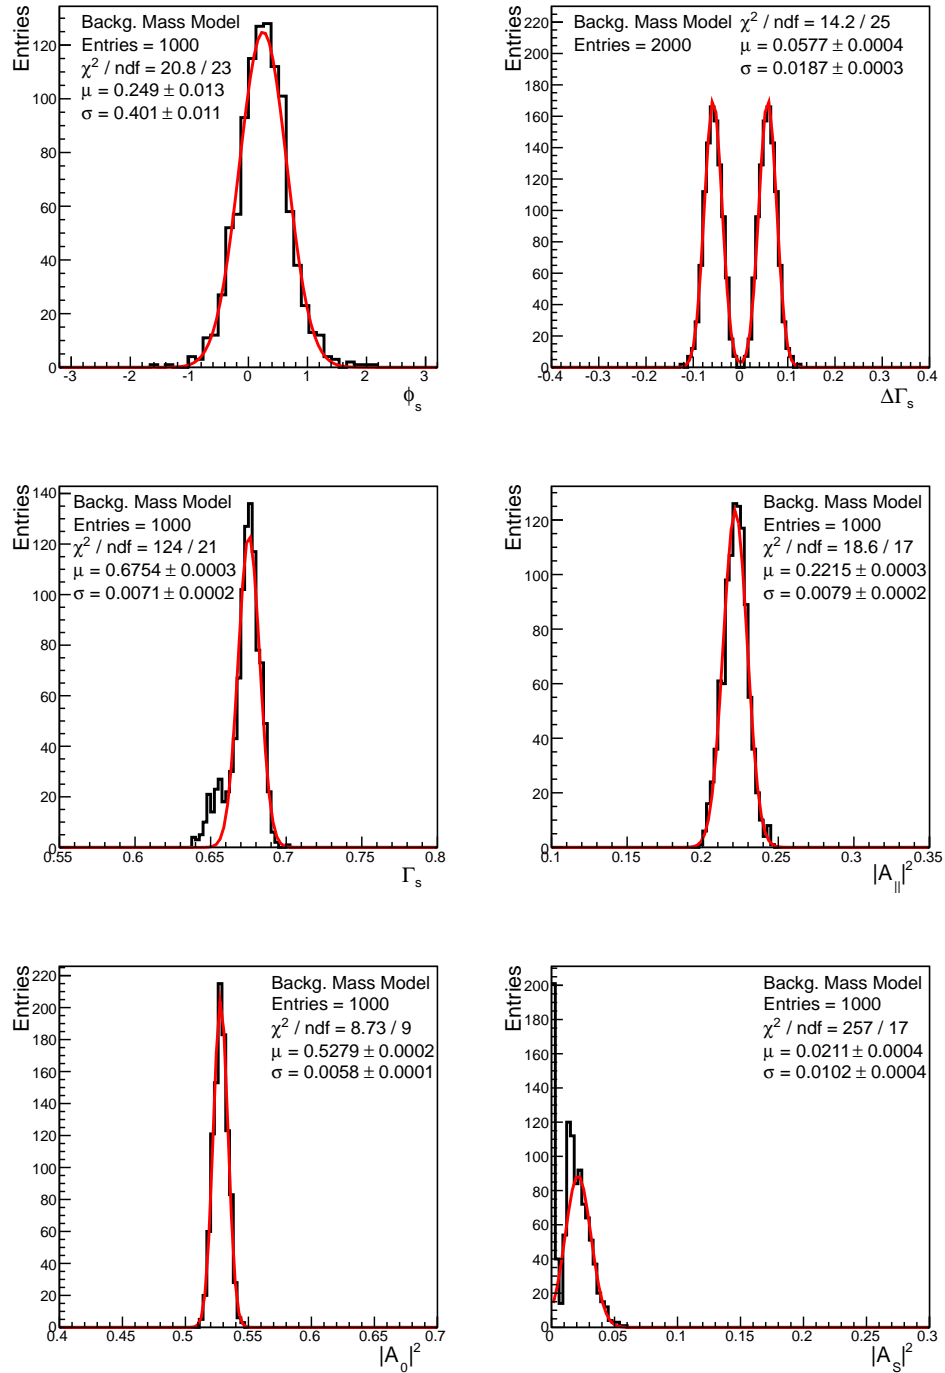 Entries
Backg. Mass Model
Entries = 1000
χ² / ndf = 20.8 / 23
μ = 0.249 ± 0.013
σ = 0.401 ± 0.011
120
100
80
60
40
20
0
-3 -2 -1 0 1 2 3
ϕ_s
Entries
Backg. Mass Model
Entries = 2000
χ² / ndf = 14.2 / 25
μ = 0.0577 ± 0.0004
σ = 0.0187 ± 0.0003
220
200
180
160
140
120
100
80
60
40
20
0
-0.4 -0.3 -0.2 -0.1 0 0.1 0.2 0.3 0.4
ΔΓ_s
Entries
Backg. Mass Model
Entries = 1000
χ² / ndf = 124 / 21
μ = 0.6754 ± 0.0003
σ = 0.0071 ± 0.0002
140
120
100
80
60
40
20
0
0.55 0.6 0.65 0.7 0.75 0.8
Γ_s
Entries
Backg. Mass Model
Entries = 1000
χ² / ndf = 18.6 / 17
μ = 0.2215 ± 0.0003
σ = 0.0079 ± 0.0002
120
100
80
60
40
20
0
0.1 0.15 0.2 0.25 0.3 0.35
|A_|||²
Entries
Backg. Mass Model
Entries = 1000
χ² / ndf = 8.73 / 9
μ = 0.5279 ± 0.0002
σ = 0.0058 ± 0.0001
220
200
180
160
140
120
100
80
60
40
20
0
0.4 0.45 0.5 0.55 0.6 0.65 0.7
|A_0|²
Entries
Backg. Mass Model
Entries = 1000
χ² / ndf = 257 / 17
μ = 0.0211 ± 0.0004
σ = 0.0102 ± 0.0004
200
180
160
140
120
100
80
60
40
20
0
0 0.05 0.1 0.15 0.2 0.25 0.3
|A_S|²